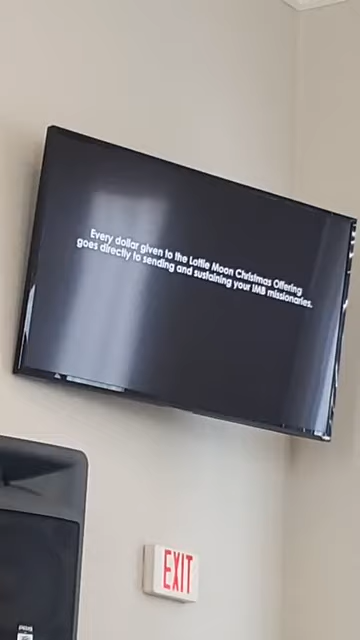 Every dollar given to the Lottie Moon Christmas Offering
goes directly to sending and sustaining your IMB missionaries.
EXIT